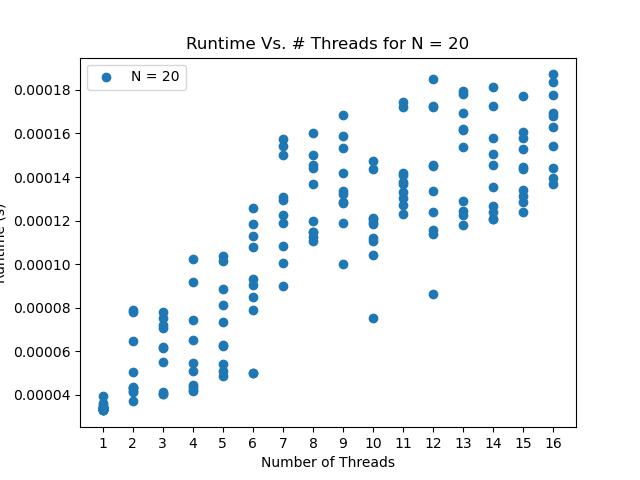 Runtime Vs. # Threads for N = 20
N = 20
0.00018
0.00016
0.00014
0.00012
0.00010
0.00008
0.00006
0.00004
Runtime (s)
1 2 3 4 5 6 7 8 9 10 11 12 13 14 15 16
Number of Threads